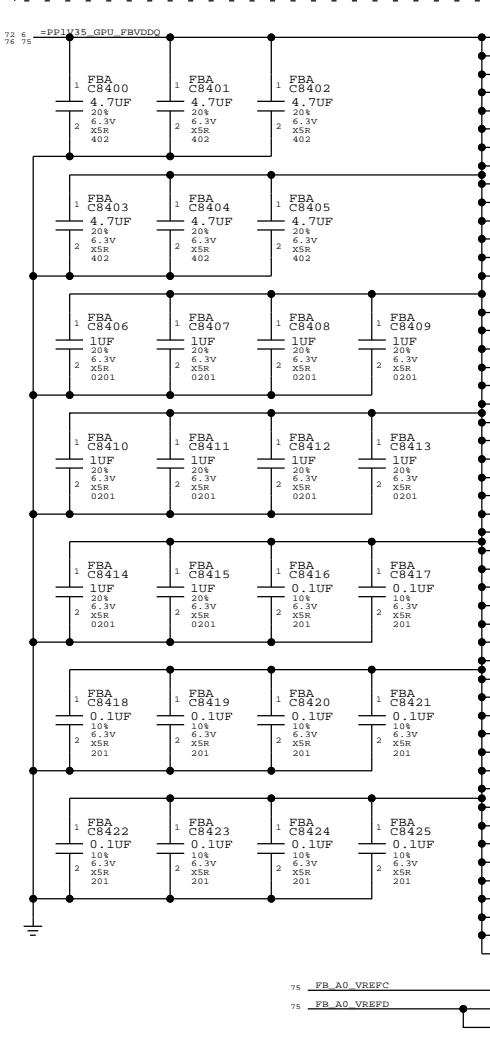 72 6 =PP1V35_GPU_FBVDDQ
76 75
FBA FBA FBA
1 C8400 1 C8401 1 C8402
4.7UF 4.7UF 4.7UF
20% 20% 20%
2 6.3V 2 6.3V 2 6.3V
X5R X5R X5R
402 402 402
FBA FBA FBA
1 C8403 1 C8404 1 C8405
4.7UF 4.7UF 4.7UF
20% 20% 20%
2 6.3V 2 6.3V 2 6.3V
X5R X5R X5R
402 402 402
FBA FBA FBA FBA
1 C8406 1 C8407 1 C8408 1 C8409
1UF 1UF 1UF 1UF
20% 20% 20% 20%
2 6.3V 2 6.3V 2 6.3V 2 6.3V
X5R X5R X5R X5R
0201 0201 0201 0201
FBA FBA FBA FBA
1 C8410 1 C8411 1 C8412 1 C8413
1UF 1UF 1UF 1UF
20% 20% 20% 20%
2 6.3V 2 6.3V 2 6.3V 2 6.3V
X5R X5R X5R X5R
0201 0201 0201 0201
FBA FBA FBA FBA
1 C8414 1 C8415 1 C8416 1 C8417
1UF 1UF 0.1UF 0.1UF
20% 20% 10% 10%
2 6.3V 2 6.3V 2 6.3V 2 6.3V
X5R X5R X5R X5R
0201 0201 201 201
FBA FBA FBA FBA
1 C8418 1 C8419 1 C8420 1 C8421
0.1UF 0.1UF 0.1UF 0.1UF
10% 10% 10% 10%
2 6.3V 2 6.3V 2 6.3V 2 6.3V
X5R X5R X5R X5R
201 201 201 201
FBA FBA FBA FBA
1 C8422 1 C8423 1 C8424 1 C8425
0.1UF 0.1UF 0.1UF 0.1UF
10% 10% 10% 10%
2 6.3V 2 6.3V 2 6.3V 2 6.3V
X5R X5R X5R X5R
201 201 201 201
75 FB_A0_VREFC
75 FB_A0_VREFD